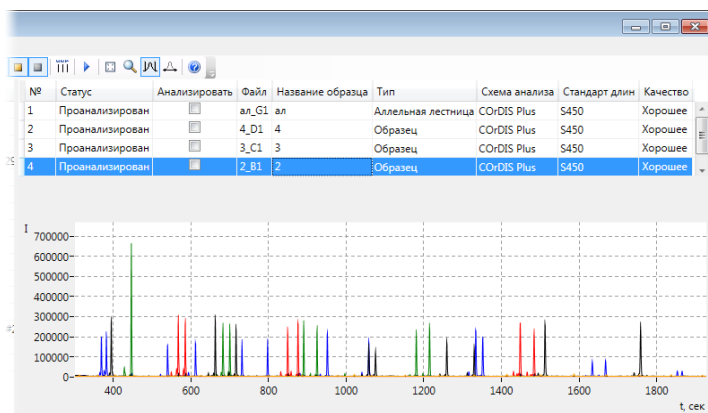 № Статус Анализировать Файл Название образца Тип Схема анализа Стандарт длин Качество
1 Проанализирован ал_G1 ал Аллельная лестница COrDIS Plus S450 Хорошее
2 Проанализирован 4_D1 4 Образец COrDIS Plus S450 Хорошее
3 Проанализирован 3_C1 3 Образец COrDIS Plus S450 Хорошее
4 Проанализирован 2_B1 2 Образец COrDIS Plus S450 Хорошее
I
700000
600000
500000
400000
300000
200000
100000
0
400 600 800 1000 1200 1400 1600 1800
t, сек